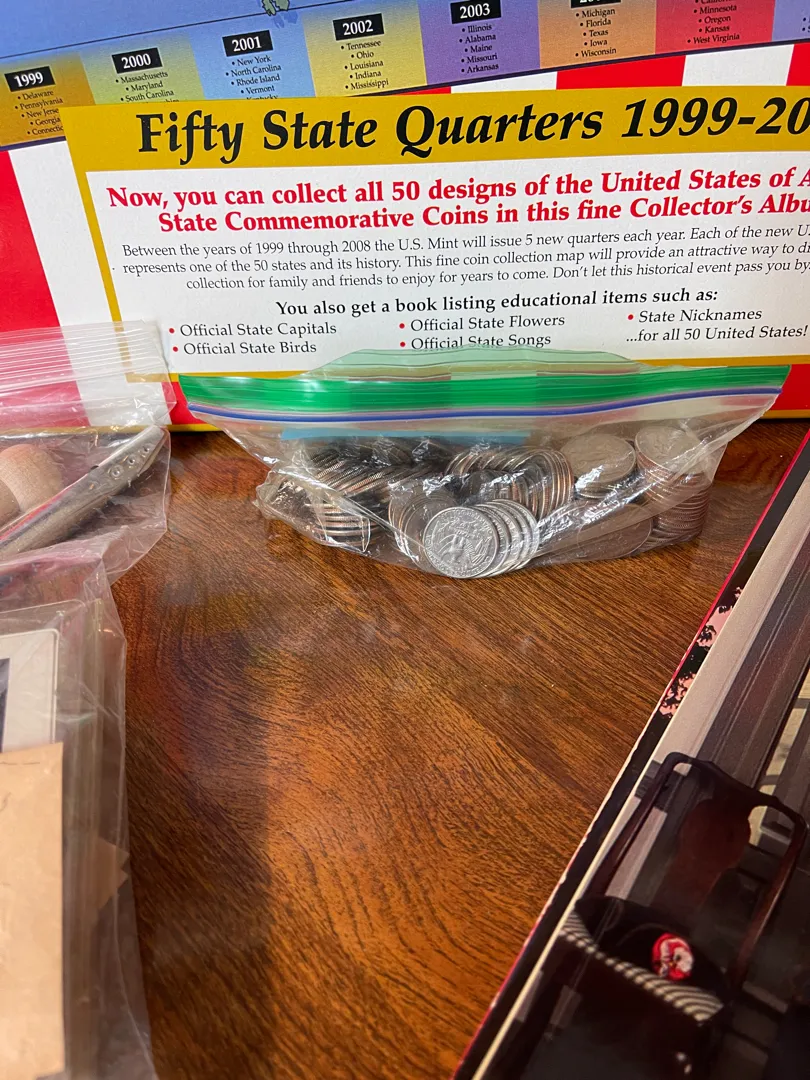 1999
• Delaware
• Pennsylvania
• New Jerse
• Georgia
• Connectic
2000
• Massachusetts
• Maryland
• South Carolina
2001
• New York
• North Carolina
• Rhode Island
• Vermont
2002
• Tennessee
• Ohio
• Louisiana
• Indiana
• Mississippi
2003
• Illinois
• Alabama
• Maine
• Missouri
• Arkansas
• Michigan
• Florida
• Texas
• Iowa
• Wisconsin
• Minnesota
• Oregon
• Kansas
• West Virginia
Fifty State Quarters 1999-20
Now, you can collect all 50 designs of the United States of A
State Commemorative Coins in this fine Collector's Albu
Between the years of 1999 through 2008 the U.S. Mint will issue 5 new quarters each year. Each of the new U.
represents one of the 50 states and its history. This fine coin collection map will provide an attractive way to di
collection for family and friends to enjoy for years to come. Don't let this historical event pass you by
You also get a book listing educational items such as:
• Official State Capitals
• Official State Birds
• Official State Flowers
• Official State Songs
• State Nicknames
...for all 50 United States!